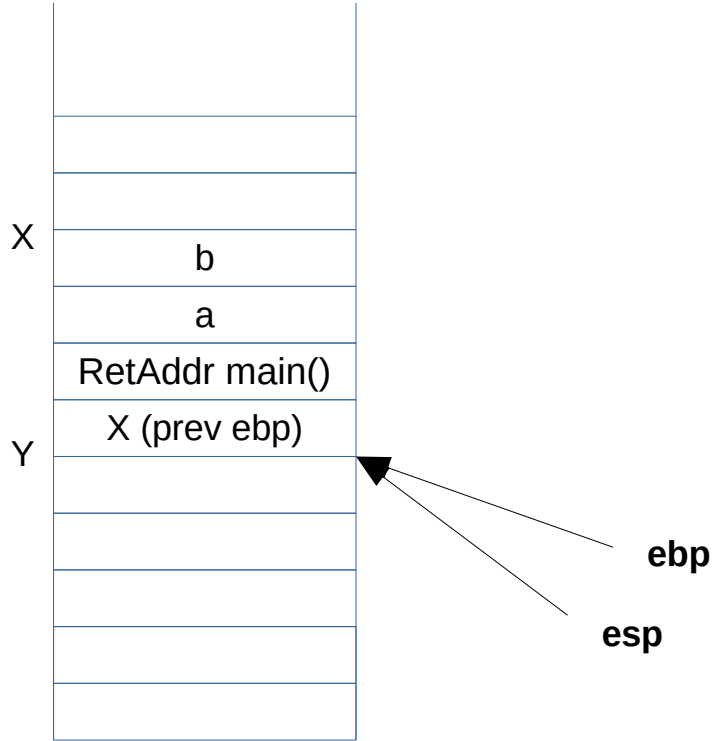 X
b
a
RetAddr main()
X (prev ebp)
Y
ebp
esp